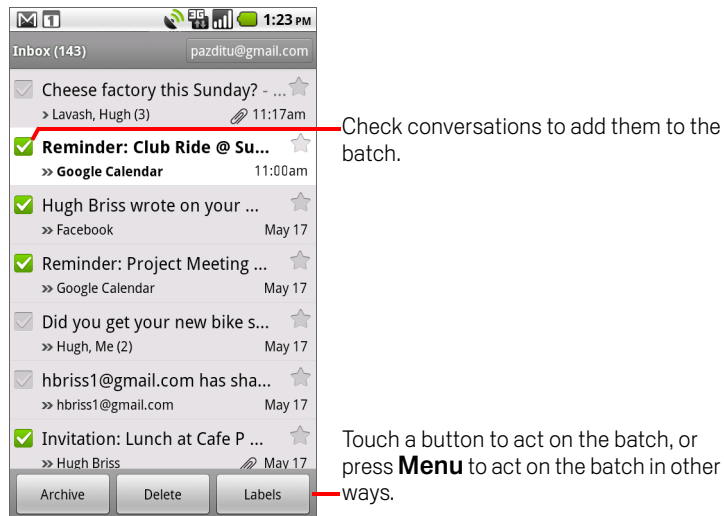 1
3G
1:23 PM
Inbox (143)
pazditu@gmail.com
Cheese factory this Sunday? - ...
› Lavash, Hugh (3)
11:17am
Check conversations to add them to the
batch.
Reminder: Club Ride @ Su...
» Google Calendar
11:00am
Hugh Briss wrote on your ...
» Facebook
May 17
Reminder: Project Meeting ...
» Google Calendar
May 17
Did you get your new bike s...
» Hugh, Me (2)
May 17
hbriss1@gmail.com has sha...
» hbriss1@gmail.com
May 17
Invitation: Lunch at Cafe P ...
» Hugh Briss
May 17
Touch a button to act on the batch, or
press Menu to act on the batch in other
ways.
Archive
Delete
Labels